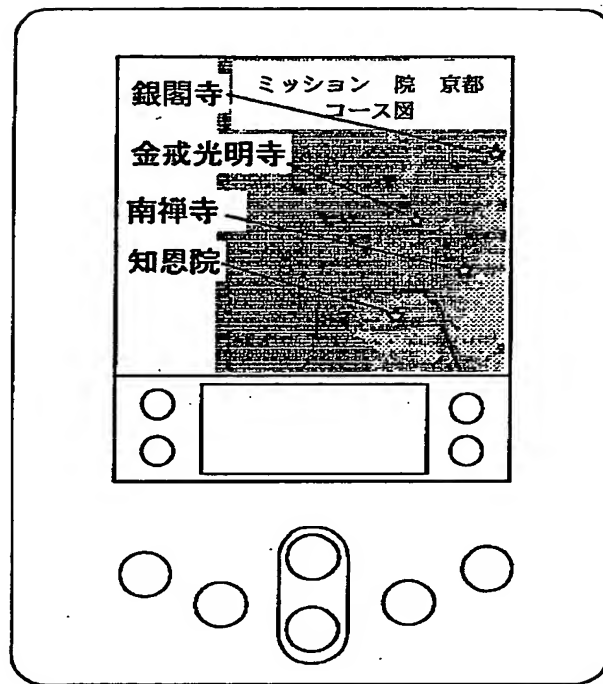 ミッション 院 京都
コース図
銀閣寺
金戒光明寺
南禅寺
知恩院